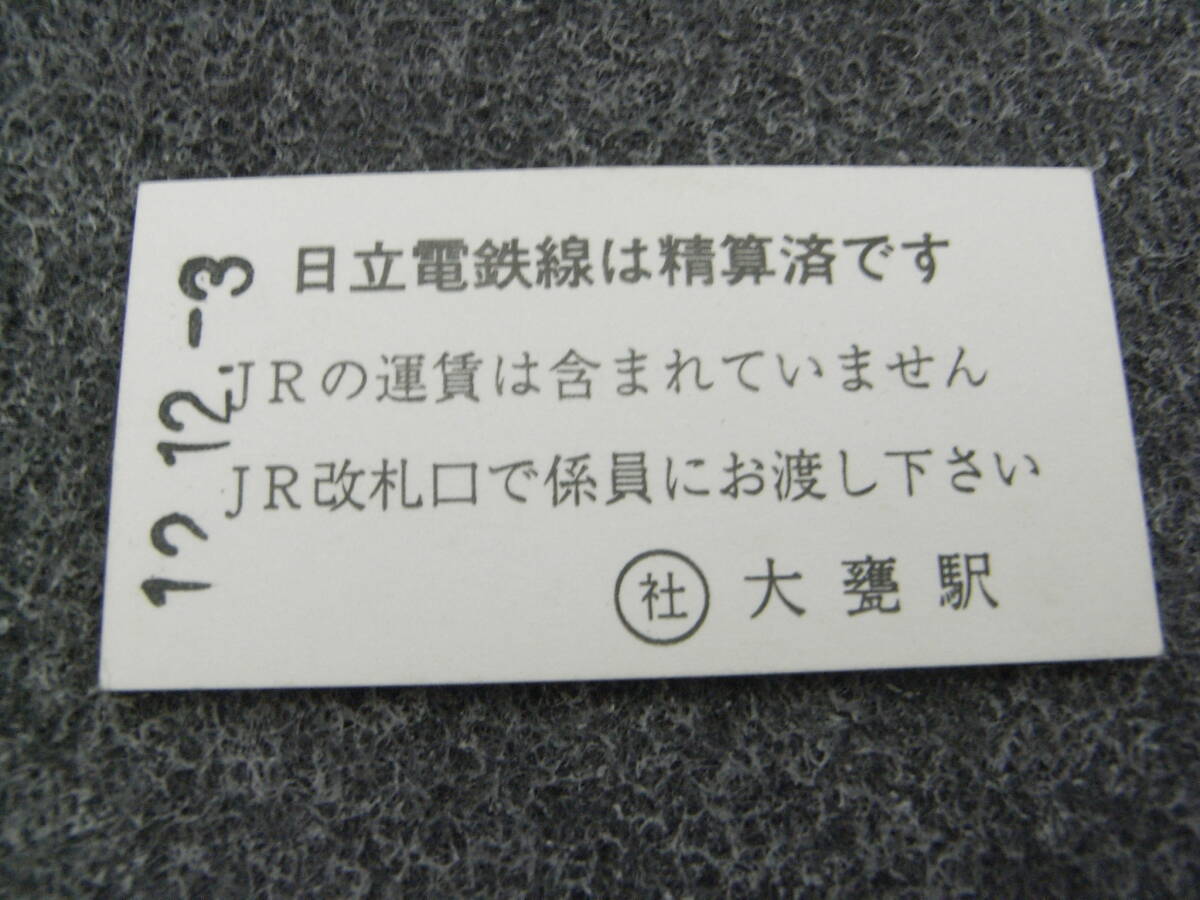 12.12.-3
日立電鉄線は精算済です
JRの運賃は含まれていません
JR改札口で係員にお渡し下さい
社 大甕駅